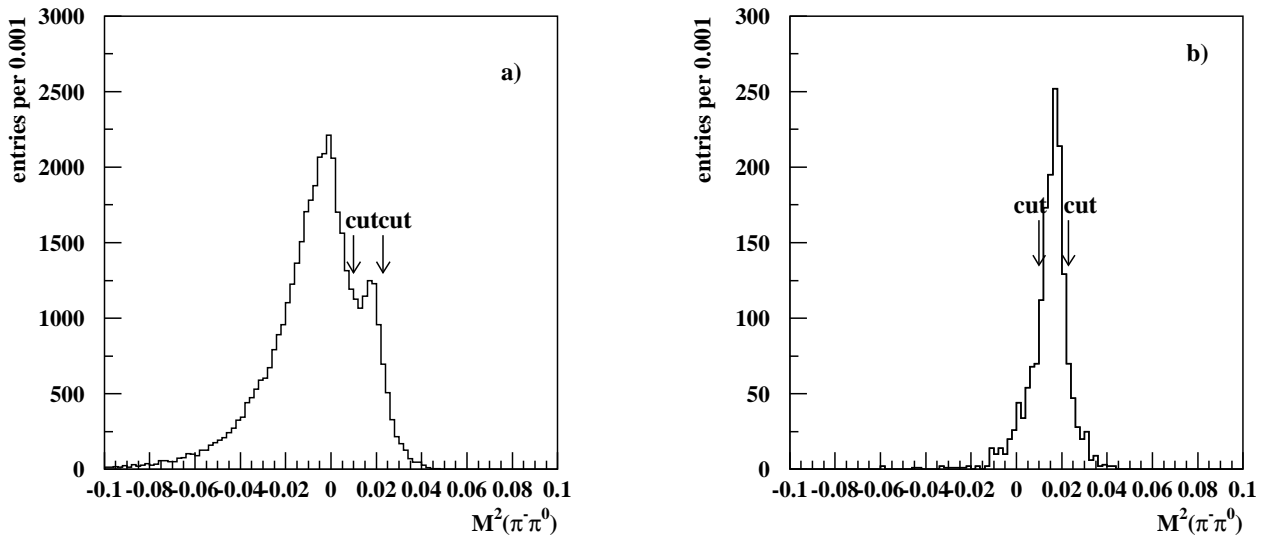 a)
entries per 0.001
3000
2500
2000
1500
1000
500
0
cutcut
-0.1 -0.08 -0.06 -0.04 -0.02 0 0.02 0.04 0.06 0.08 0.1
M²(π⁻π⁰)
b)
entries per 0.001
300
250
200
150
100
50
0
cut cut
-0.1 -0.08 -0.06 -0.04 -0.02 0 0.02 0.04 0.06 0.08 0.1
M²(π⁻π⁰)